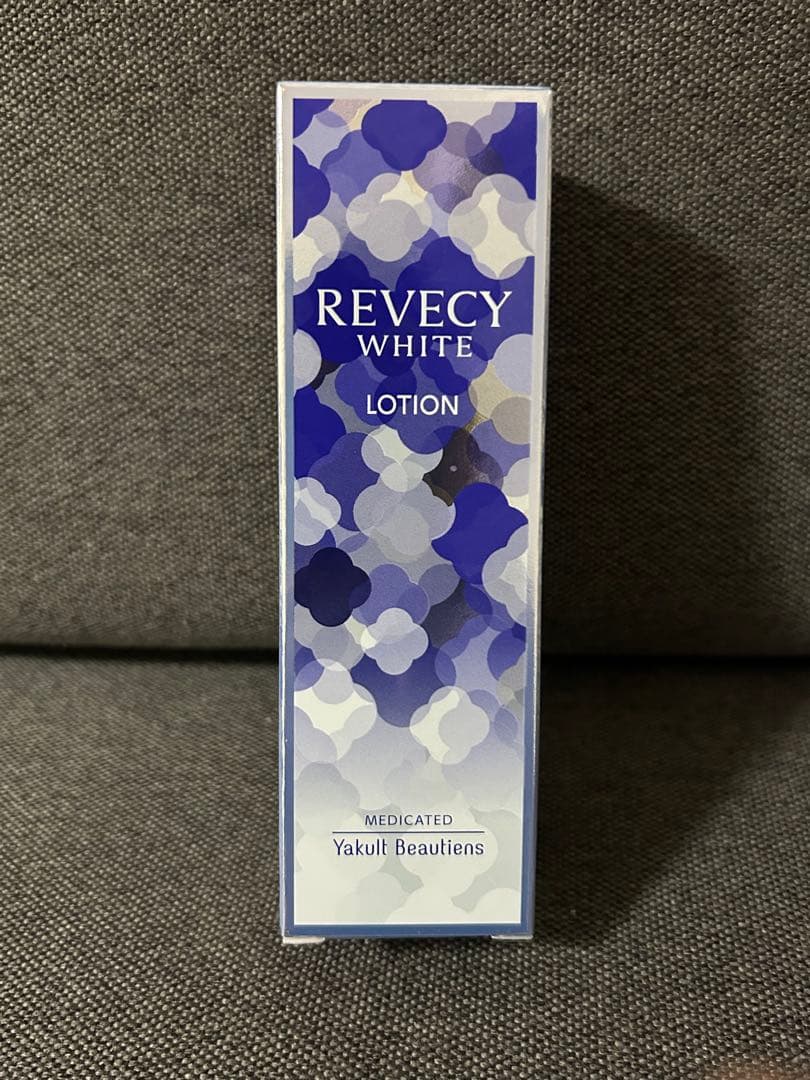 REVECY
WHITE
LOTION
MEDICATED
Yakult Beautiens